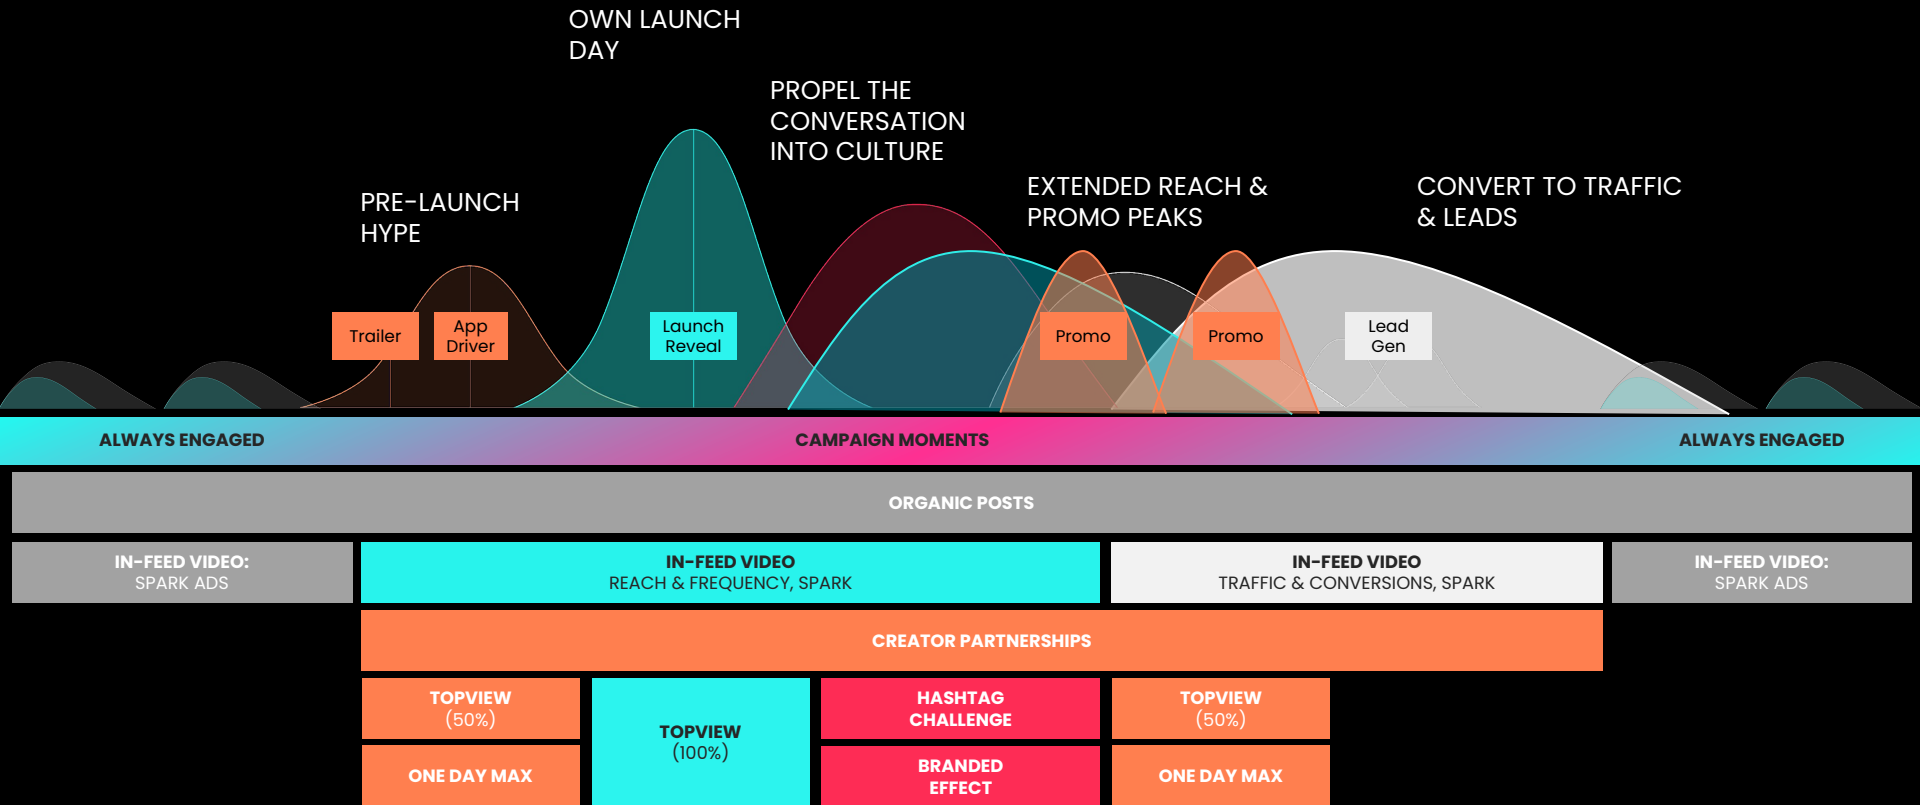 OWN LAUNCH
DAY
PROPEL THE
CONVERSATION
INTO CULTURE
PRE-LAUNCH
HYPE
EXTENDED REACH &
PROMO PEAKS
CONVERT TO TRAFFIC
& LEADS
Trailer
App
Driver
Launch
Reveal
Promo
Promo
Lead
Gen
ALWAYS ENGAGED
CAMPAIGN MOMENTS
ALWAYS ENGAGED
ORGANIC POSTS
IN-FEED VIDEO:
SPARK ADS
IN-FEED VIDEO
REACH & FREQUENCY, SPARK
IN-FEED VIDEO
TRAFFIC & CONVERSIONS, SPARK
IN-FEED VIDEO:
SPARK ADS
CREATOR PARTNERSHIPS
TOPVIEW
(50%)
ONE DAY MAX
TOPVIEW
(100%)
HASHTAG
CHALLENGE
BRANDED
EFFECT
TOPVIEW
(50%)
ONE DAY MAX